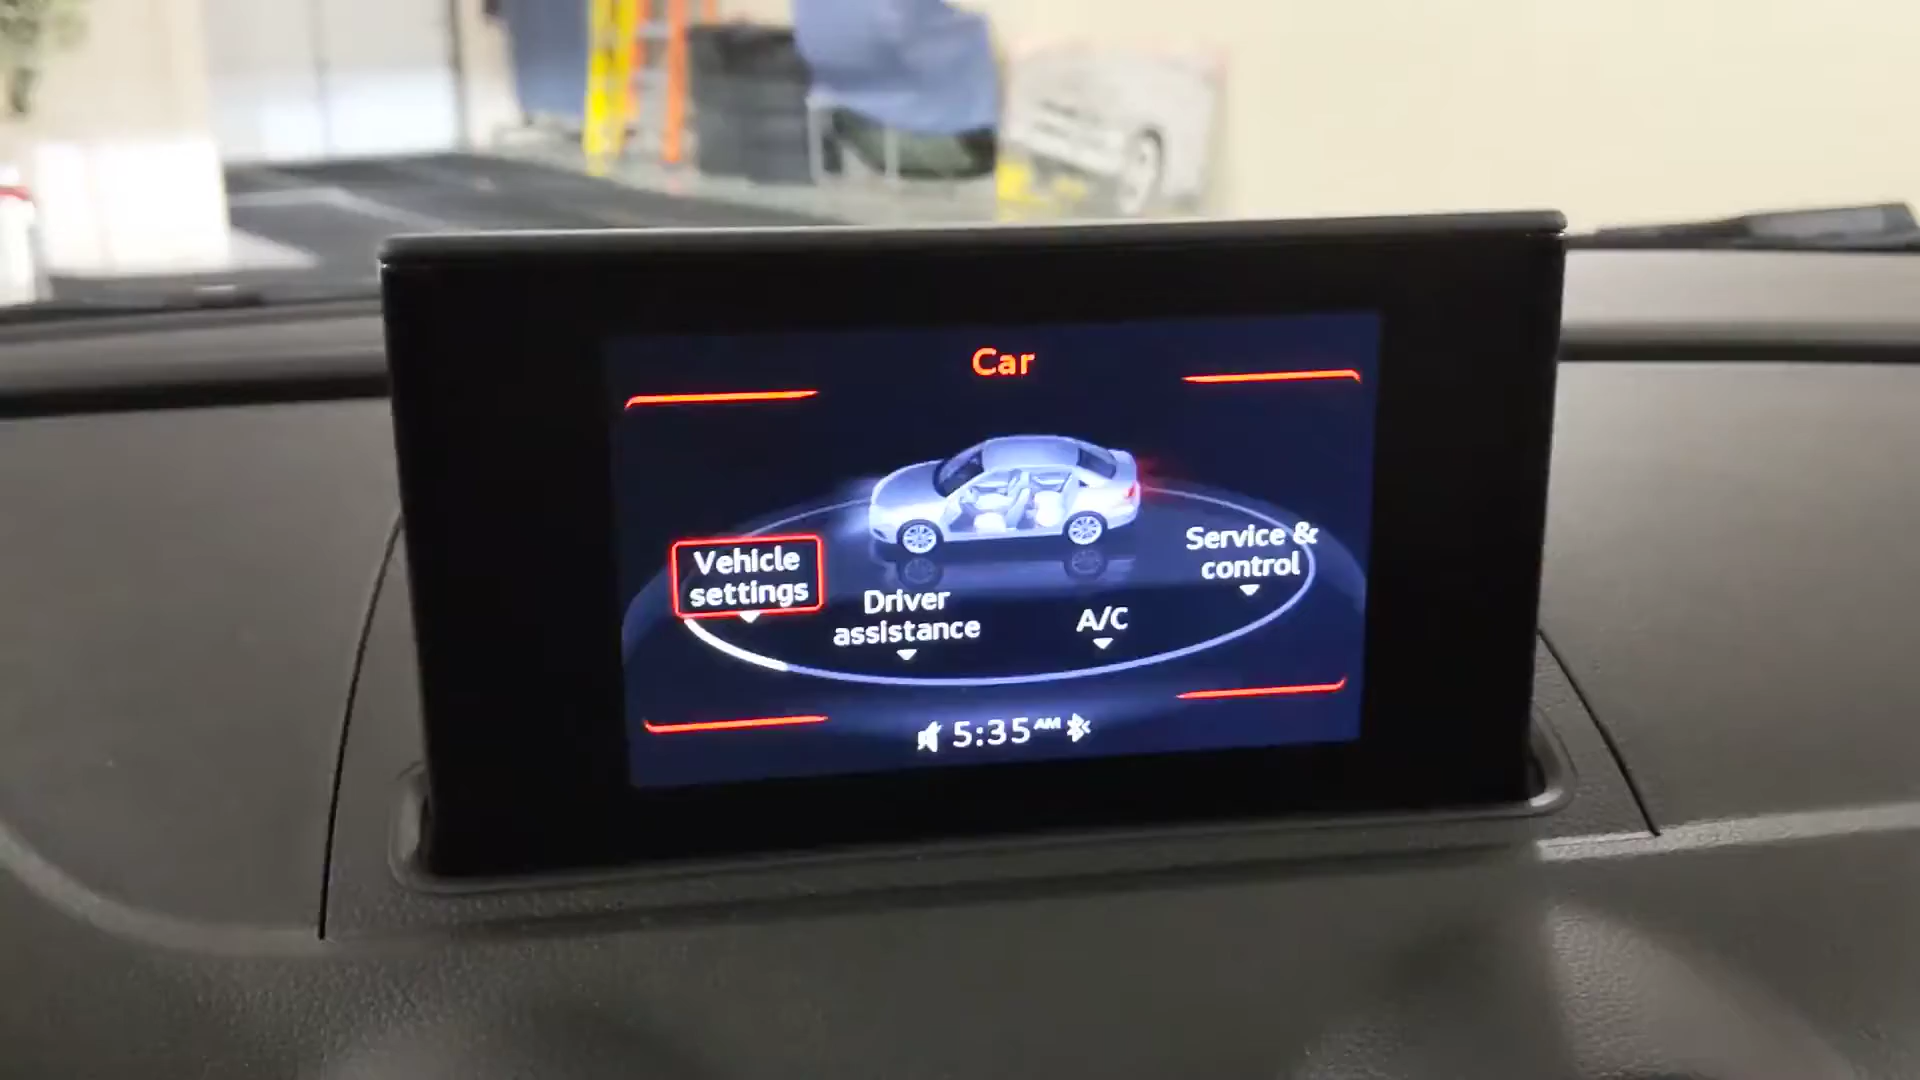 Car
Vehicle
settings
Driver
assistance
A/C
Service &
control
5:35 AM